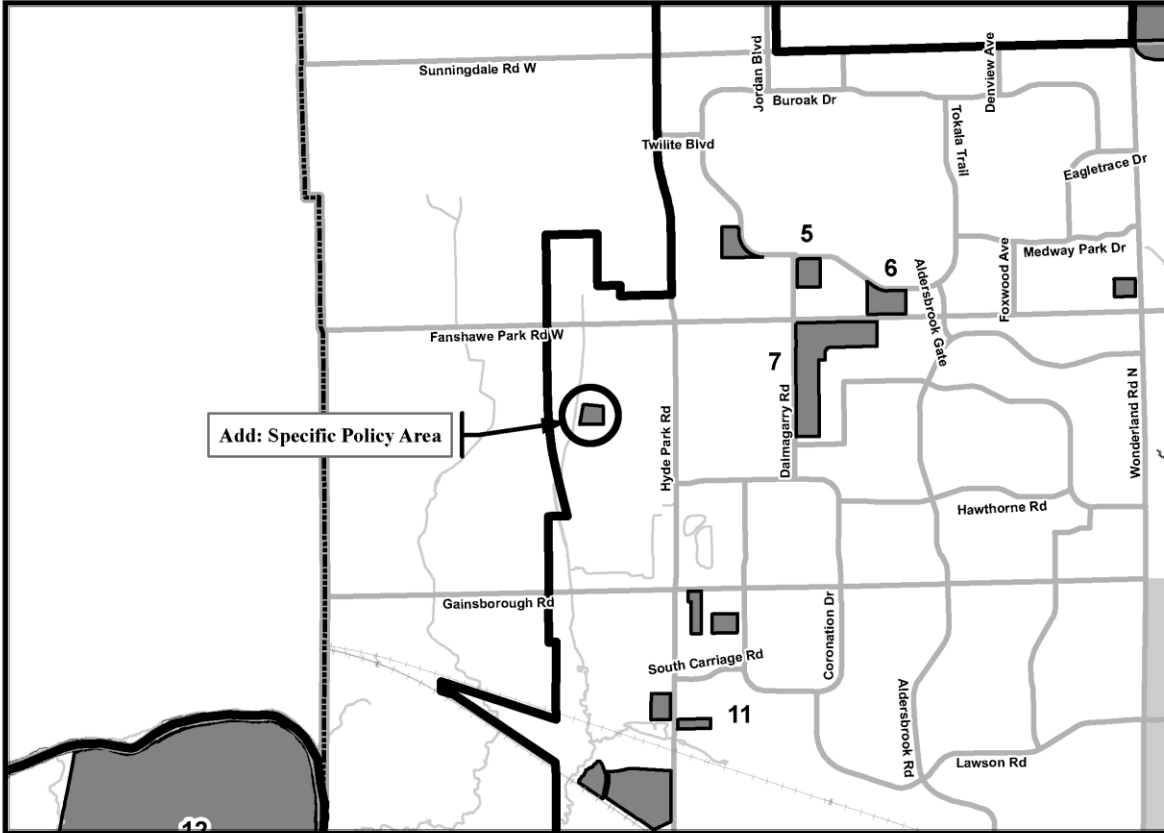 Sunningdale Rd W
Jordan Blvd
Denview Ave
Buroak Dr
Tokala Trail
Twilite Blvd
Eagletrace Dr
5
Medway Park Dr
6
Aldersbrook Gate
Foxwood Ave
Fanshawe Park Rd W
7
Add: Specific Policy Area
Hyde Park Rd
Dalmagarry Rd
Wonderland Rd N
Hawthorne Rd
Gainsborough Rd
Coronation Dr
South Carriage Rd
11
Aldersbrook Rd
Lawson Rd
12